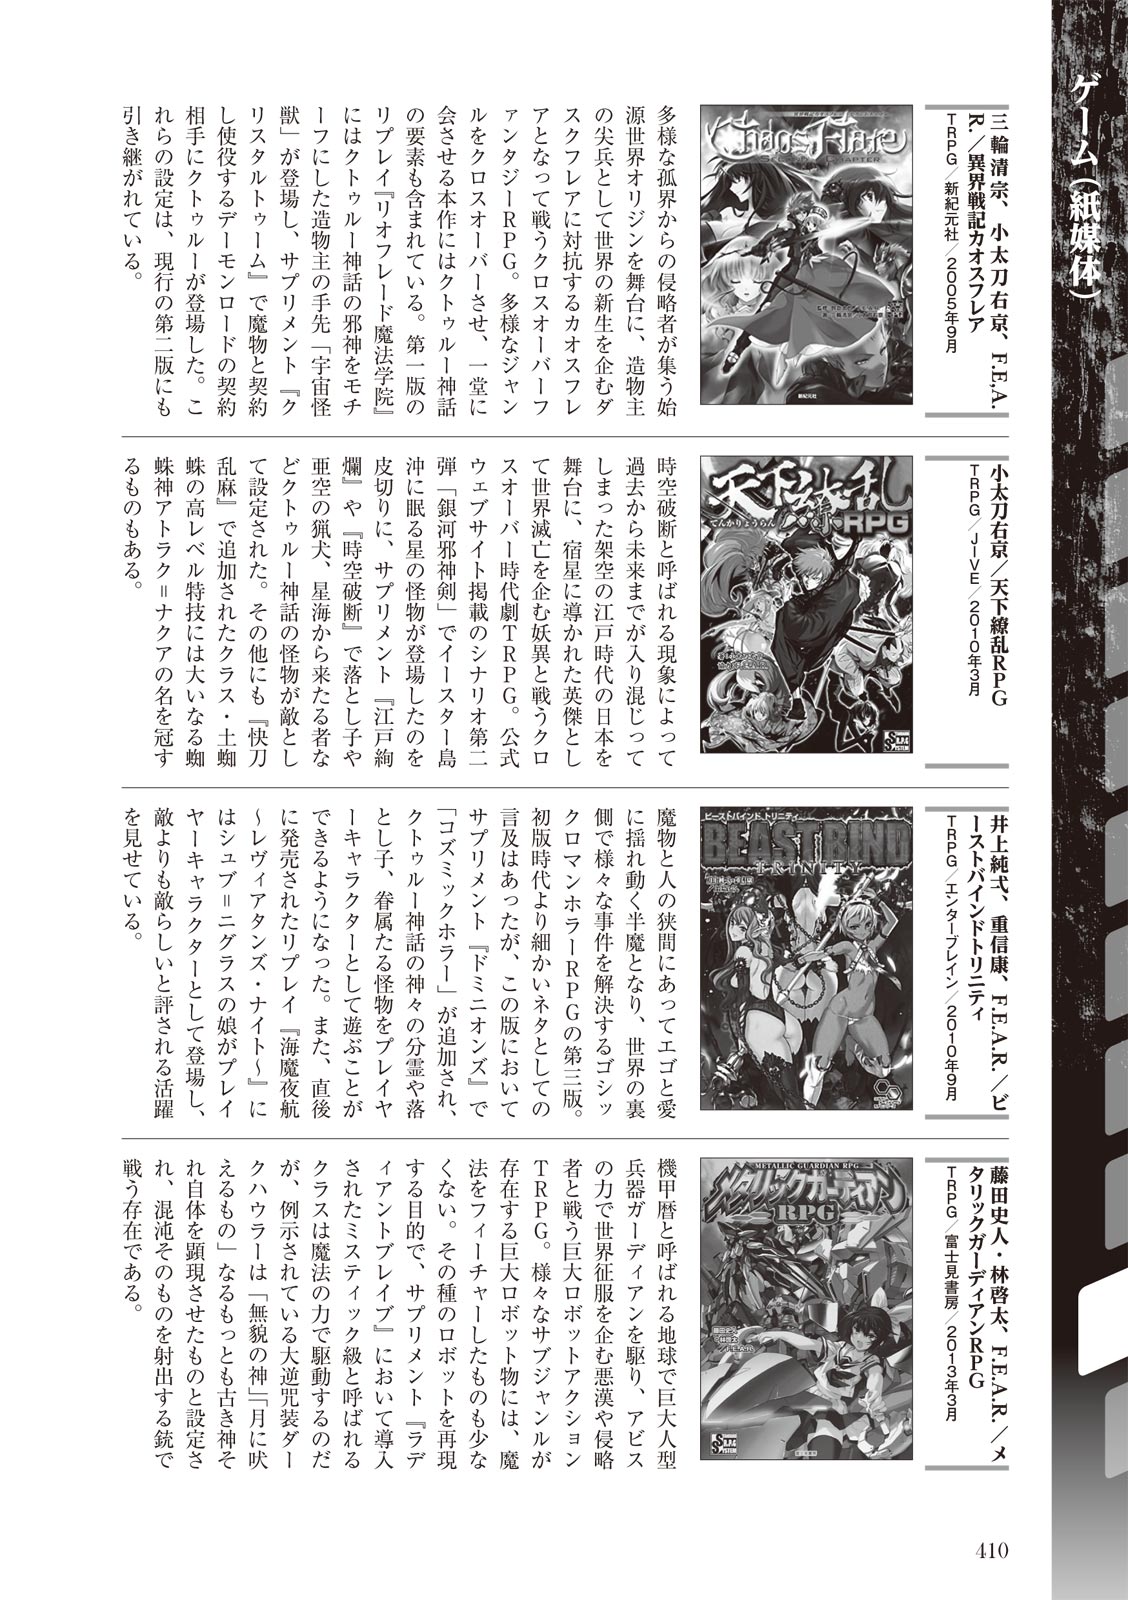 ゲーム(紙媒体)
三輪清宗、小太刀右京、F.E.A.
R.／異界戦記カオスフレア
TRPG／新紀元社／2005年9月
Chaos Flare
SECOND CHAPTER
新紀元社
多様な孤界からの侵略者が集う始
源世界オリジンを舞台に、造物主
の尖兵として世界の新生を企むダ
スクフレアに対抗するカオスフレ
アとなって戦うクロスオーバーフ
ァンタジーRPG。多様なジャン
ルをクロスオーバーさせ、一堂に
会させる本作にはクトゥルー神話
の要素も含まれている。第一版の
リプレイ『リオフレード魔法学院』
にはクトゥルー神話の邪神をモチ
ーフにした造物主の手先「宇宙怪
獣」が登場し、サプリメント『ク
リスタルトゥーム』で魔物と契約
し使役するデーモンロードの契約
相手にクトゥルーが登場した。こ
れらの設定は、現行の第二版にも
引き継がれている。
小太刀右京／天下繚乱RPG
TRPG／JIVE／2010年3月
天下繚乱
てんかりょうらん
RPG
STANDARD
R.P.G
SYSTEM
時空破断と呼ばれる現象によって
過去から未来までが入り混じって
しまった架空の江戸時代の日本を
舞台に、宿星に導かれた英傑とし
て世界滅亡を企む妖異と戦うクロ
スオーバー時代劇TRPG。公式
ウェブサイト掲載のシナリオ第二
弾「銀河邪神剣」でイースター島
沖に眠る星の怪物が登場したのを
皮切りに、サプリメント『江戸絢
爛』や『時空破断』で落とし子や
亜空の猟犬、星海から来たる者な
どクトゥルー神話の怪物が敵とし
て設定された。その他にも『快刀
乱麻』で追加されたクラス・土蜘
蛛の高レベル特技には大いなる蜘
蛛神アトラク＝ナクアの名を冠す
るものもある。
井上純弌、重信康、F.E.A.R.／ビ
ーストバインドトリニティ
TRPG／エンターブレイン／2010年9月
ビーストバインド トリニティ
BEAST BIND
TRINITY
魔物と人の狭間にあってエゴと愛
に揺れ動く半魔となり、世界の裏
側で様々な事件を解決するゴシッ
クロマンホラーRPGの第三版。
初版時代より細かいネタとしての
言及はあったが、この版において
サプリメント『ドミニオンズ』で
「コズミックホラー」が追加され、
クトゥルー神話の神々の分霊や落
とし子、眷属たる怪物をプレイヤ
ーキャラクターとして遊ぶことが
できるようになった。また、直後
に発売されたリプレイ『海魔夜航
～レヴィアタンズ・ナイト～』に
はシュブ＝ニグラスの娘がプレイ
ヤーキャラクターとして登場し、
敵よりも敵らしいと評される活躍
を見せている。
藤田史人・林啓太、F.E.A.R.／メ
タリックガーディアンRPG
TRPG／富士見書房／2013年3月
METALLIC GUARDIAN RPG
メタリックガーディアン
RPG
STANDARD
R.P.G
SYSTEM
機甲暦と呼ばれる地球で巨大人型
兵器ガーディアンを駆り、アビス
の力で世界征服を企む悪漢や侵略
者と戦う巨大ロボットアクション
TRPG。様々なサブジャンルが
存在する巨大ロボット物には、魔
法をフィーチャーしたものも少な
くない。その種のロボットを再現
する目的で、サプリメント『ラデ
ィアントブレイブ』において導入
されたミスティック級と呼ばれる
クラスは魔法の力で駆動するのだ
が、例示されている大逆咒装ダー
クハウラーは「無貌の神」「月に吠
えるもの」なるもっとも古き神そ
れ自体を顕現させたものと設定さ
れ、混沌そのものを射出する銃で
戦う存在である。
410